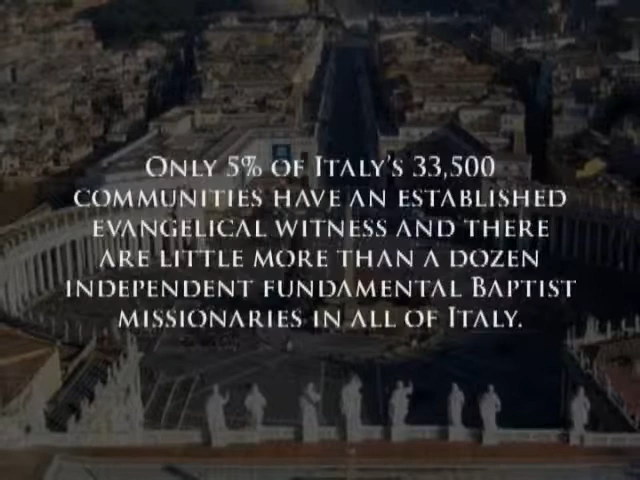 Only 5% of Italy's 33,500
communities have an established
evangelical witness and there
are little more than a dozen
independent fundamental Baptist
missionaries in all of Italy.